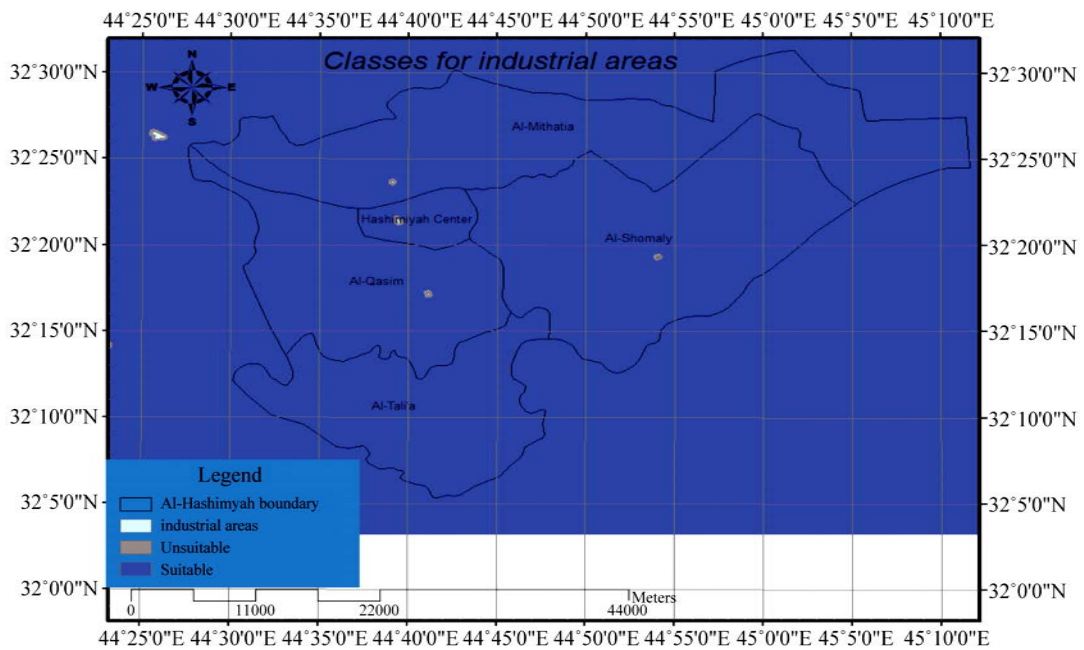 44°25'0"E 44°30'0"E 44°35'0"E 44°40'0"E 44°45'0"E 44°50'0"E 44°55'0"E 45°0'0"E 45°5'0"E 45°10'0"E
Classes for industrial areas
N
W E
S
32°30'0"N 32°30'0"N
Al-Mithatia
32°25'0"N 32°25'0"N
Hashimiyah Center
Al-Shomaly
32°20'0"N 32°20'0"N
Al-Qasim
32°15'0"N 32°15'0"N
Al-Tali'a
32°10'0"N 32°10'0"N
Legend
32°5'0"N 32°5'0"N
Al-Hashimyah boundary
industrial areas
Unsuitable
Suitable
32°0'0"N 32°0'0"N
Meters
0 11000 22000 44000
44°25'0"E 44°30'0"E 44°35'0"E 44°40'0"E 44°45'0"E 44°50'0"E 44°55'0"E 45°0'0"E 45°5'0"E 45°10'0"E